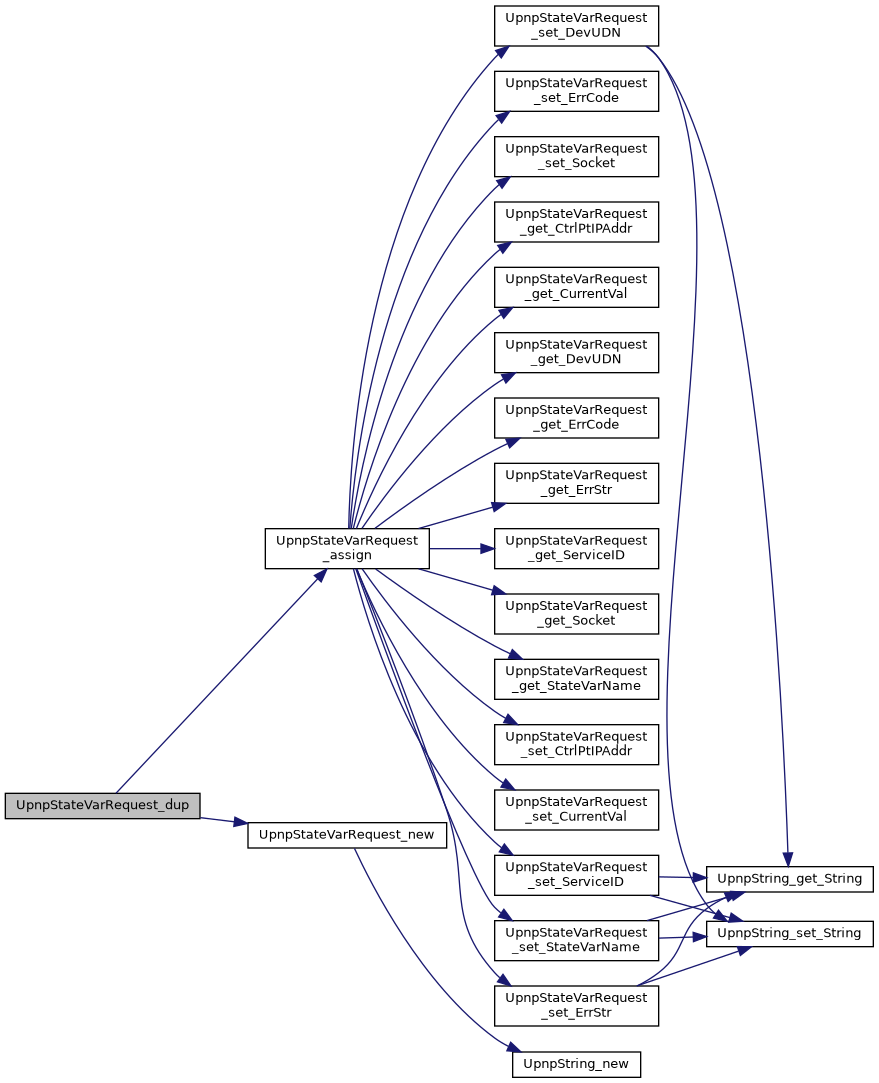 UpnpStateVarRequest
_set_DevUDN
UpnpStateVarRequest
_set_ErrCode
UpnpStateVarRequest
_set_Socket
UpnpStateVarRequest
_get_CtrlPtIPAddr
UpnpStateVarRequest
_get_CurrentVal
UpnpStateVarRequest
_get_DevUDN
UpnpStateVarRequest
_get_ErrCode
UpnpStateVarRequest
_get_ErrStr
UpnpStateVarRequest
_assign
UpnpStateVarRequest
_get_ServiceID
UpnpStateVarRequest
_get_Socket
UpnpStateVarRequest
_get_StateVarName
UpnpStateVarRequest
_set_CtrlPtIPAddr
UpnpStateVarRequest_dup
UpnpStateVarRequest
_set_CurrentVal
UpnpStateVarRequest_new
UpnpStateVarRequest
_set_ServiceID
UpnpString_get_String
UpnpStateVarRequest
_set_StateVarName
UpnpString_set_String
UpnpStateVarRequest
_set_ErrStr
UpnpString_new